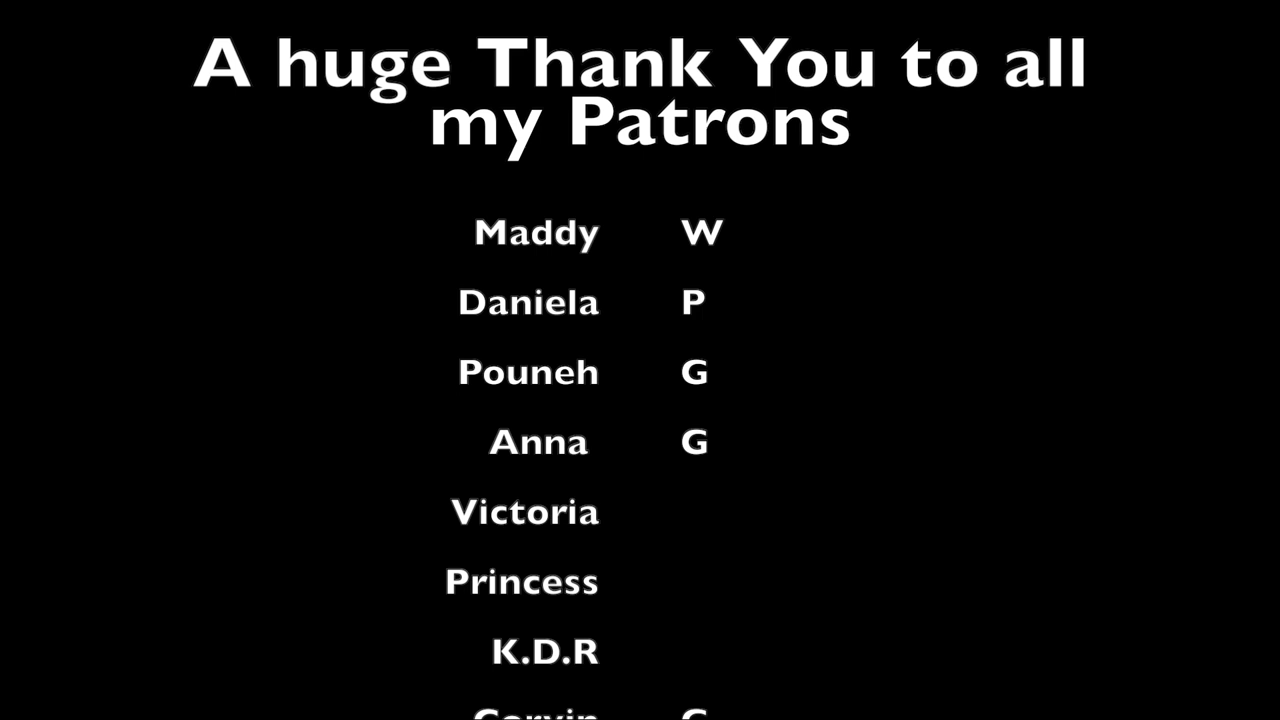 A huge Thank You to all
my Patrons
Maddy W
Daniela P
Pouneh G
Anna G
Victoria
Princess
K.D.R